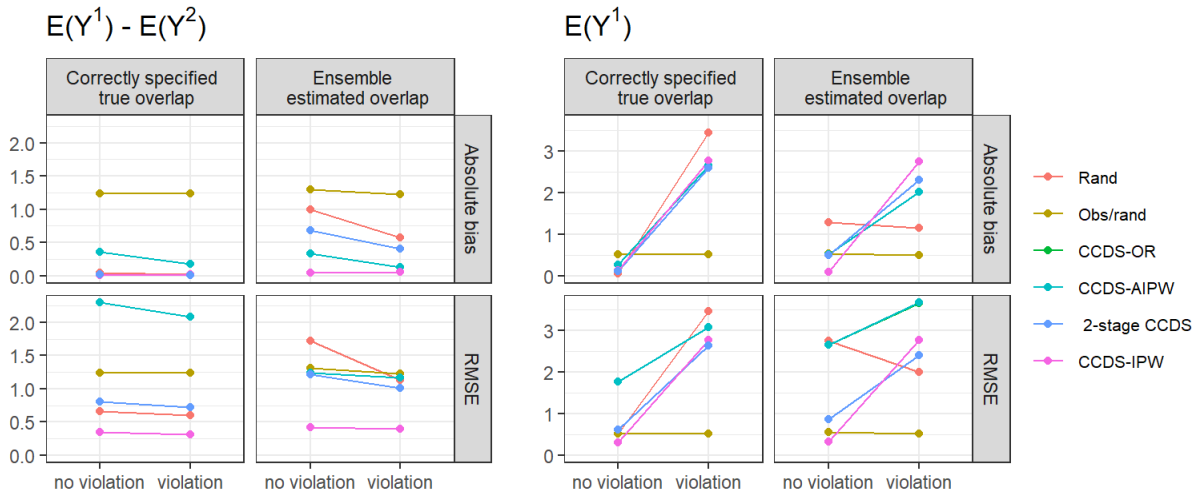 E(Y¹) - E(Y²)
E(Y¹)
Correctly specified
true overlap
Ensemble
estimated overlap
Correctly specified
true overlap
Ensemble
estimated overlap
2.0
1.5
1.0
0.5
0.0
Absolute bias
3
2
1
0
Absolute bias
2.0
1.5
1.0
0.5
0.0
RMSE
3
2
1
0
RMSE
no violation
violation
no violation
violation
no violation
violation
no violation
violation
Rand
Obs/rand
CCDS-OR
CCDS-AIPW
2-stage CCDS
CCDS-IPW